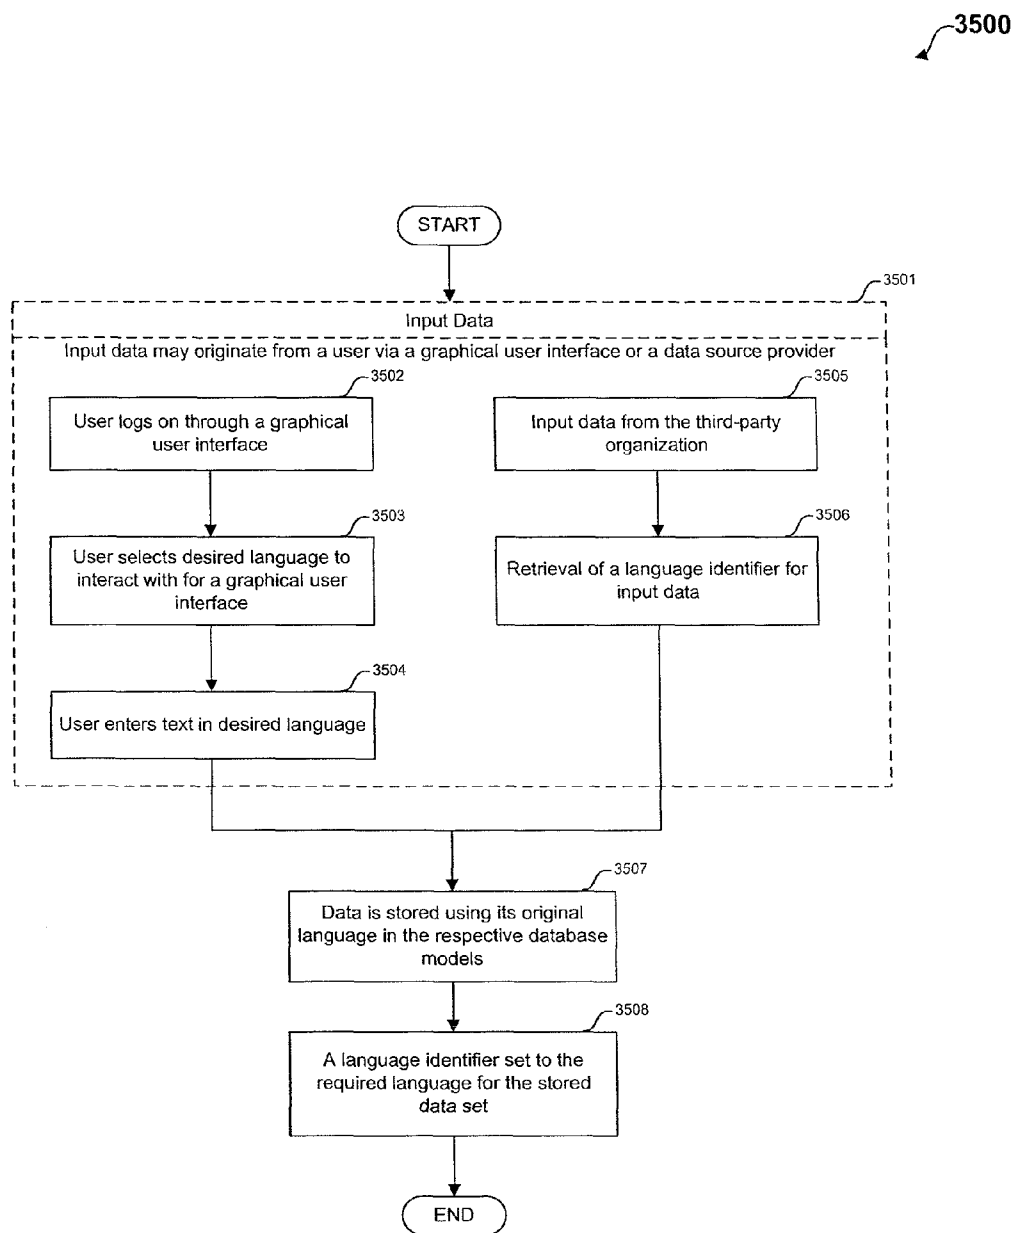 3500
START
3501
Input Data
Input data may originate from a user via a graphical user interface or a data source provider
3502
User logs on through a graphical
user interface
3505
Input data from the third-party
organization
3503
User selects desired language to
interact with for a graphical user
interface
3506
Retrieval of a language identifier for
input data
3504
User enters text in desired language
3507
Data is stored using its original
language in the respective database
models
3508
A language identifier set to the
required language for the stored
data set
END